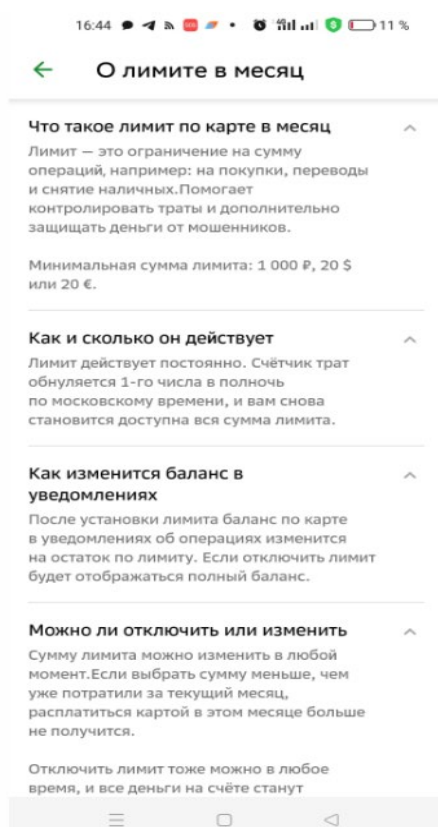 16:44 11 %
О лимите в месяц
Что такое лимит по карте в месяц
Лимит — это ограничение на сумму
операций, например: на покупки, переводы
и снятие наличных.Помогает
контролировать траты и дополнительно
защищать деньги от мошенников.
Минимальная сумма лимита: 1 000 ₽, 20 $
или 20 €.
Как и сколько он действует
Лимит действует постоянно. Счётчик трат
обнуляется 1-го числа в полночь
по московскому времени, и вам снова
становится доступна вся сумма лимита.
Как изменится баланс в
уведомлениях
После установки лимита баланс по карте
в уведомлениях об операциях изменится
на остаток по лимиту. Если отключить лимит
будет отображаться полный баланс.
Можно ли отключить или изменить
Сумму лимита можно изменить в любой
момент.Если выбрать сумму меньше, чем
уже потратили за текущий месяц,
расплатиться картой в этом месяце больше
не получится.
Отключить лимит тоже можно в любое
время, и все деньги на счёте станут